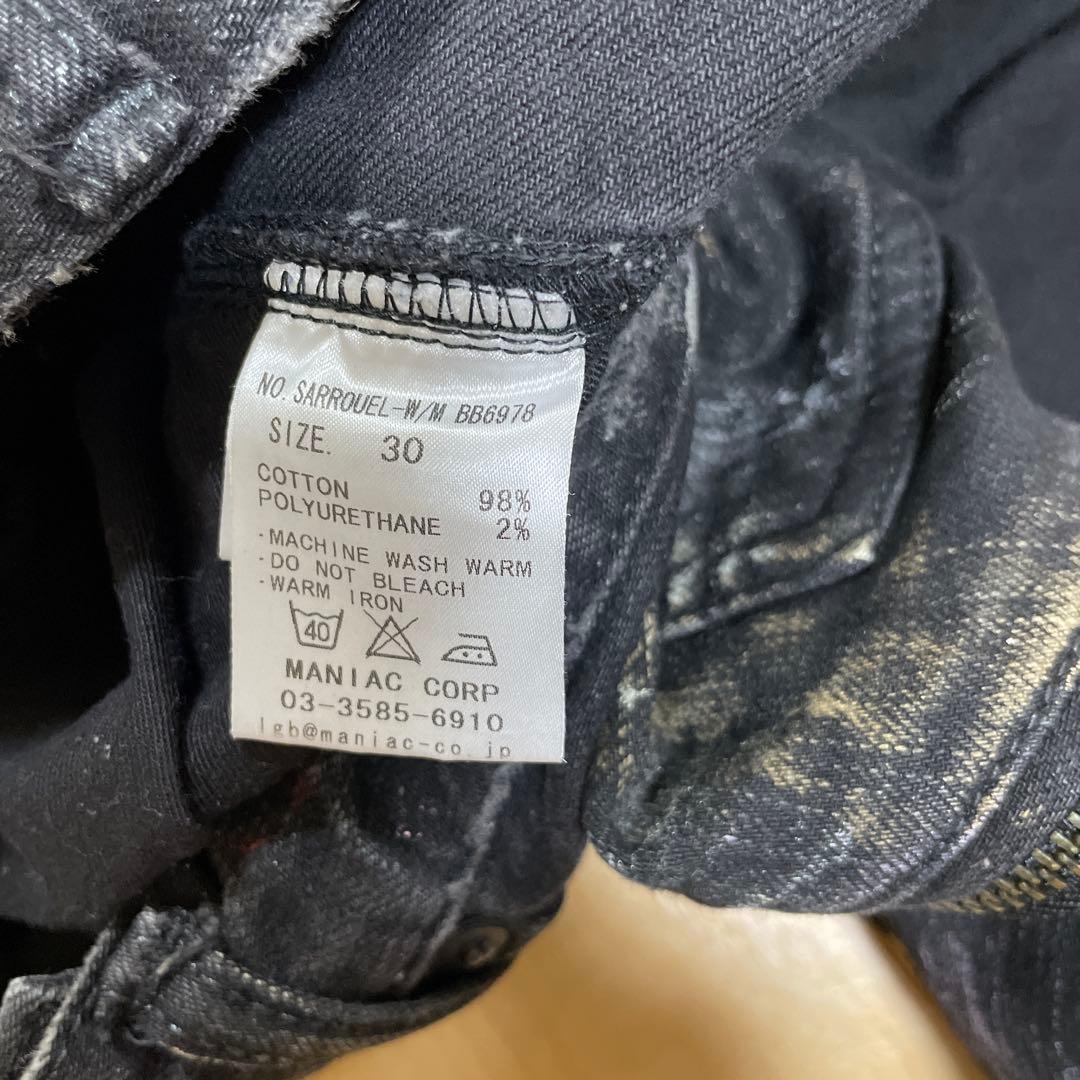 NO. SARROUEL-W/M BB6978
SIZE. 30
COTTON 98%
POLYURETHANE 2%
·MACHINE WASH WARM
·DO NOT BLEACH
·WARM IRON
40
MANIAC CORP
03-3585-6910
lgb@maniac-co.jp